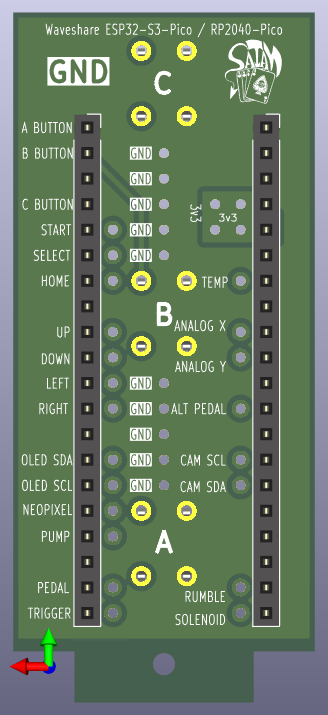 Waveshare ESP32-S3-Pico / RP2040-Pico
GND
SATAN
C
A BUTTON
B BUTTON
GND
GND
C BUTTON
GND
3v3
3v3
START
GND
SELECT
GND
HOME
TEMP
B
ANALOG X
UP
DOWN
ANALOG Y
LEFT
GND
RIGHT
GND
ALT PEDAL
GND
OLED SDA
GND
CAM SCL
OLED SCL
GND
CAM SDA
NEOPIXEL
PUMP
A
PEDAL
RUMBLE
TRIGGER
SOLENOID